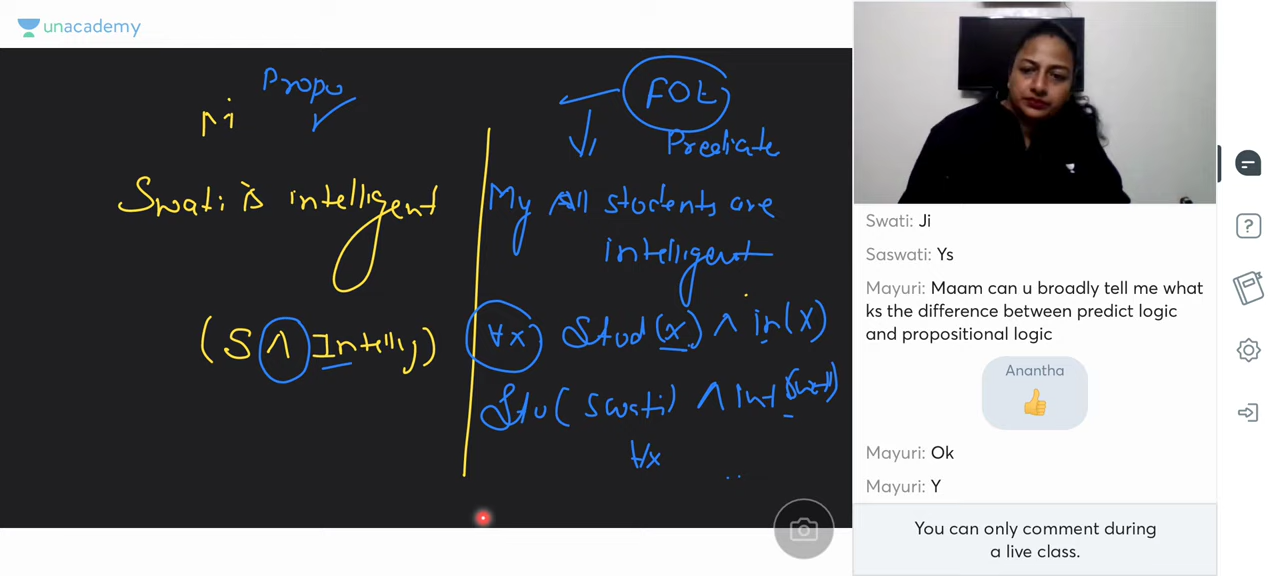 unacademy
Propo
FOL
Predicate
Swati is intelligent
My All students are
intelligent
(S ∧ Intellig)
∀x Stud(x) ∧ in(x)
Stu(Swati) ∧ int(Swati)
∀x
Swati: Ji
Saswati: Ys
Mayuri: Maam can u broadly tell me what
ks the difference between predict logic
and propositional logic
Anantha
👍
Mayuri: Ok
Mayuri: Y
You can only comment during
a live class.